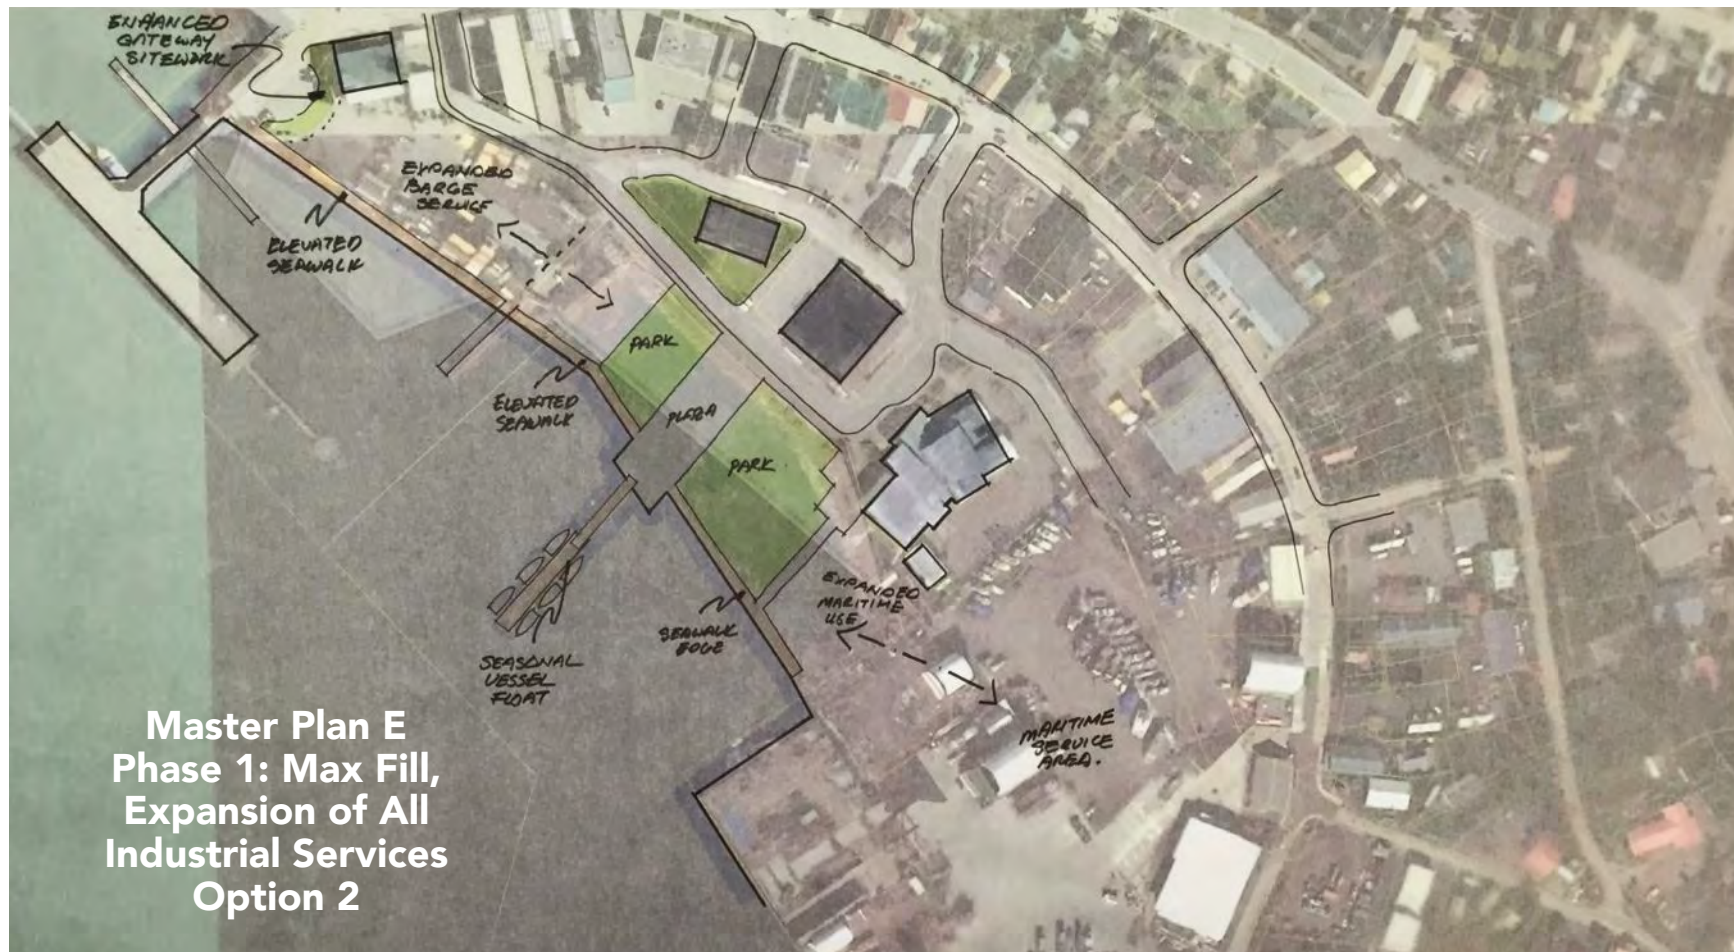 ENHANCED
GATEWAY
SITEWORK
EXPANDED
BARGE
SERVICE
ELEVATED
SEAWALK
PARK
ELEVATED
SEAWALK
PLAZA
PARK
EXPANDED
MARITIME
USE
SEAWALK
EDGE
SEASONAL
VESSEL
FLOAT
MARITIME
SERVICE
AREA.
Master Plan E
Phase 1: Max Fill,
Expansion of All
Industrial Services
Option 2